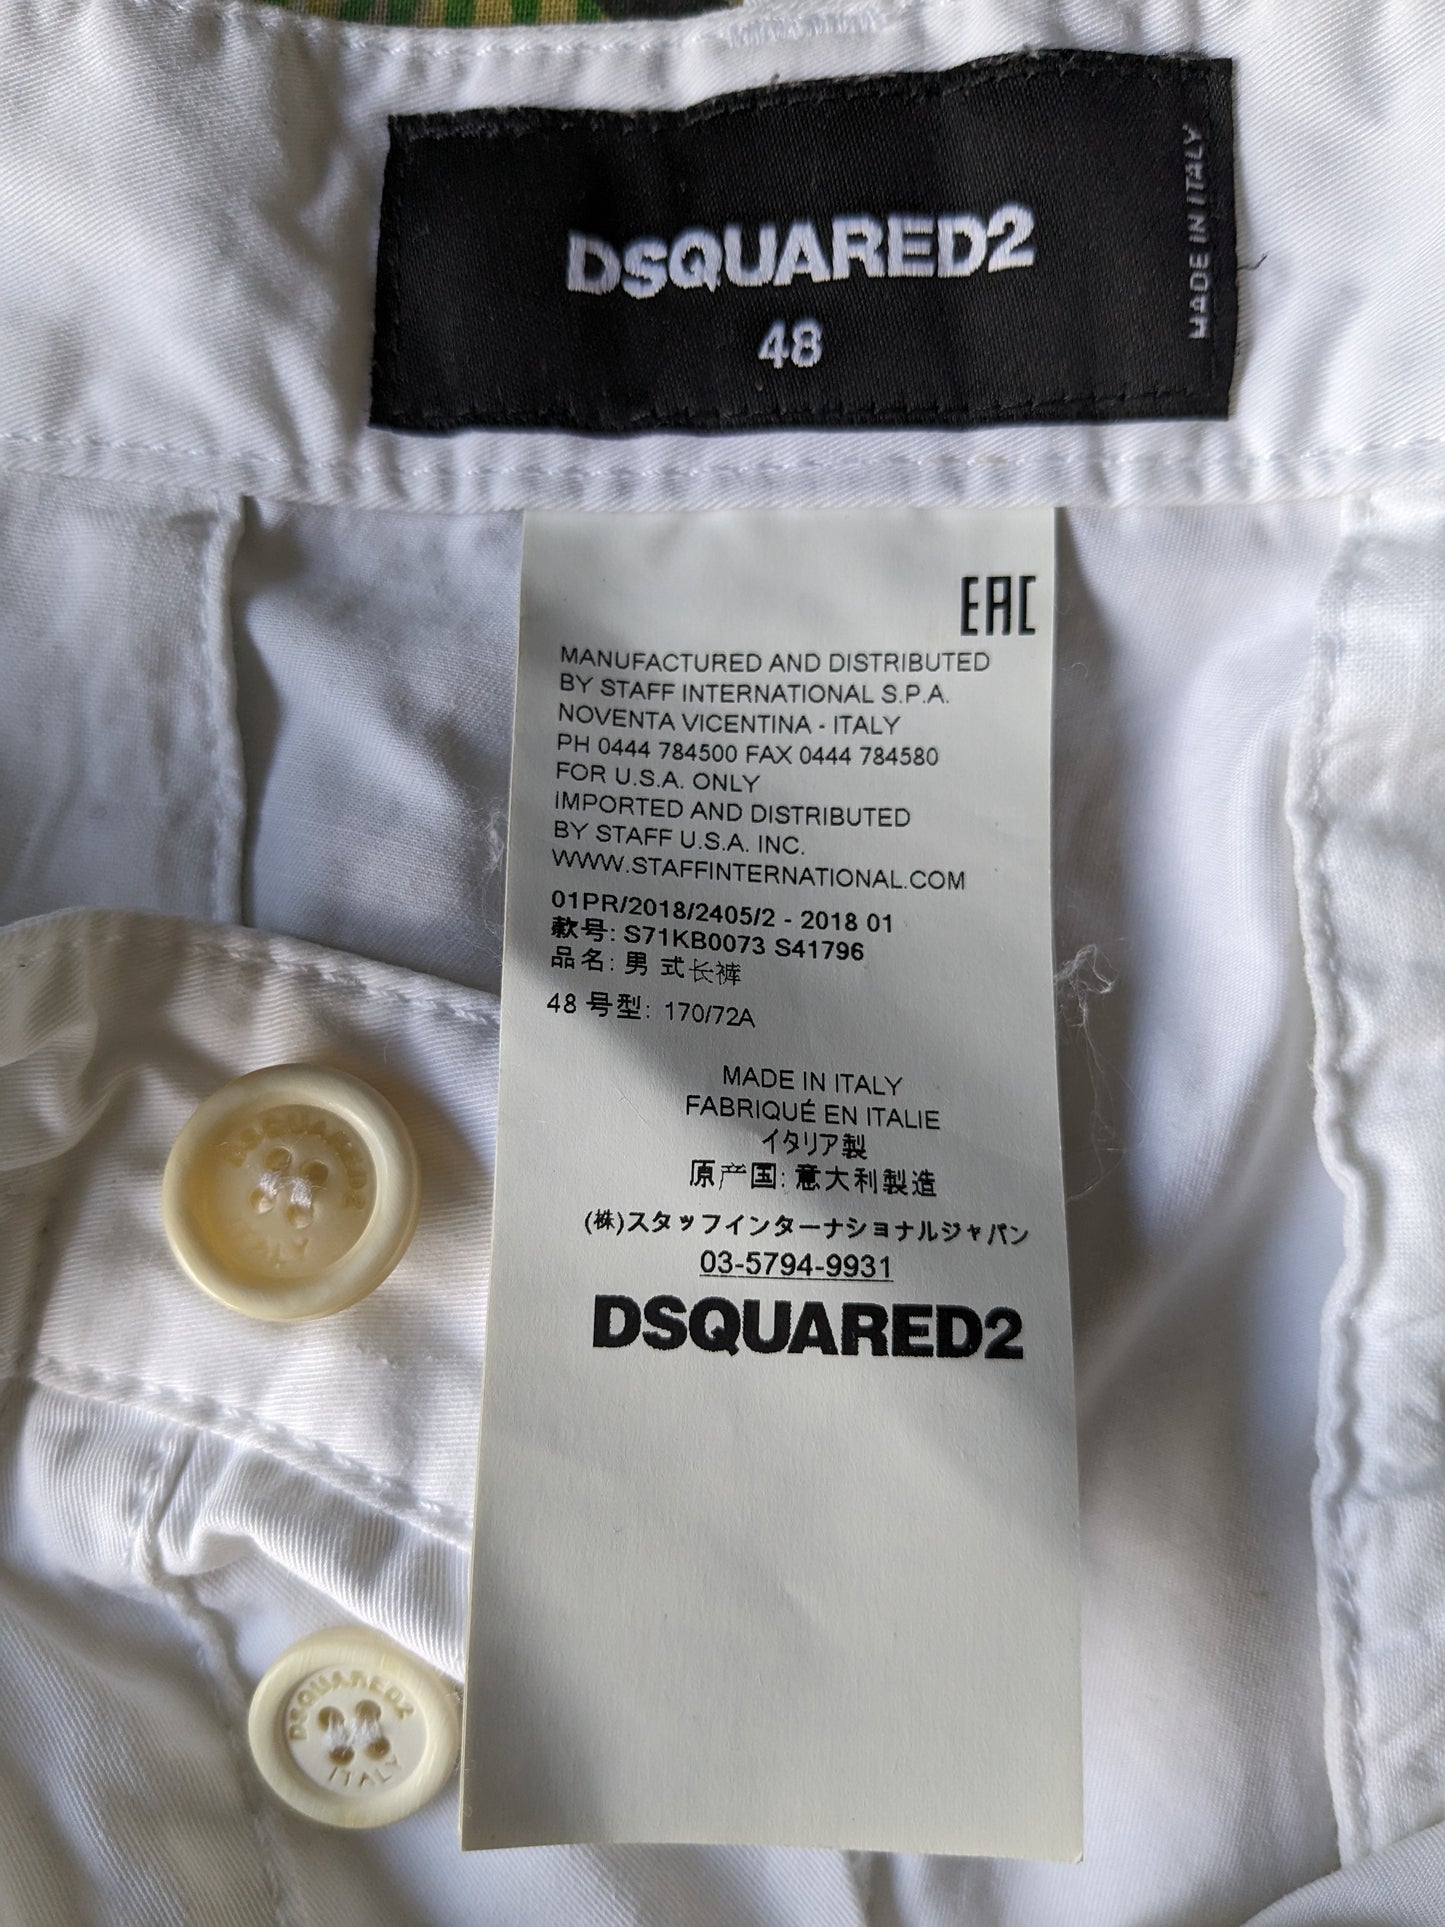 DSQUARED2
48
MADE IN ITALY
EAC
MANUFACTURED AND DISTRIBUTED
BY STAFF INTERNATIONAL S.P.A.
NOVENTA VICENTINA - ITALY
PH 0444 784500 FAX 0444 784580
FOR U.S.A. ONLY
IMPORTED AND DISTRIBUTED
BY STAFF U.S.A. INC.
WWW.STAFFINTERNATIONAL.COM
01PR/2018/2405/2 - 2018 01
款号: S71KB0073 S41796
品名: 男 式长裤
48 号型: 170/72A
MADE IN ITALY
FABRIQUÉ EN ITALIE
イタリア製
原产国: 意大利製造
(株)スタッフインターナショナルジャパン
03-5794-9931
DSQUARED2
DSQUARED2
ITALY
DSQUARED2
ITALY